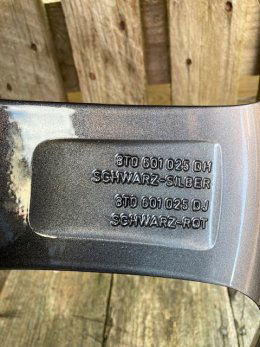 8T0 601 025 DH
SCHWARZ-SILBER
8T0 601 025 DJ
SCHWARZ-ROT